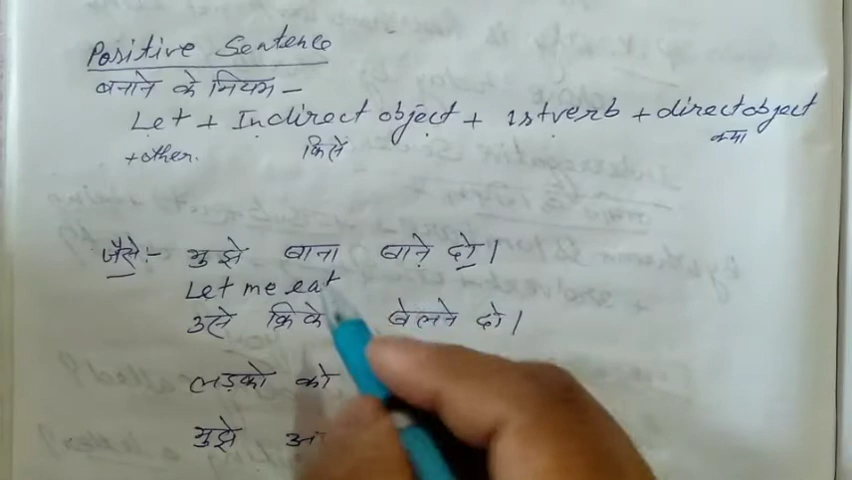 Positive Sentence
बनाने के नियम -
Let + Indirect object + 1st verb + direct object
किसे क्या
+ other.
जैसे:- मुझे खाना खाने दो।
Let me eat
उसे क्रिके खेलने दो।
लड़को को
मुझे